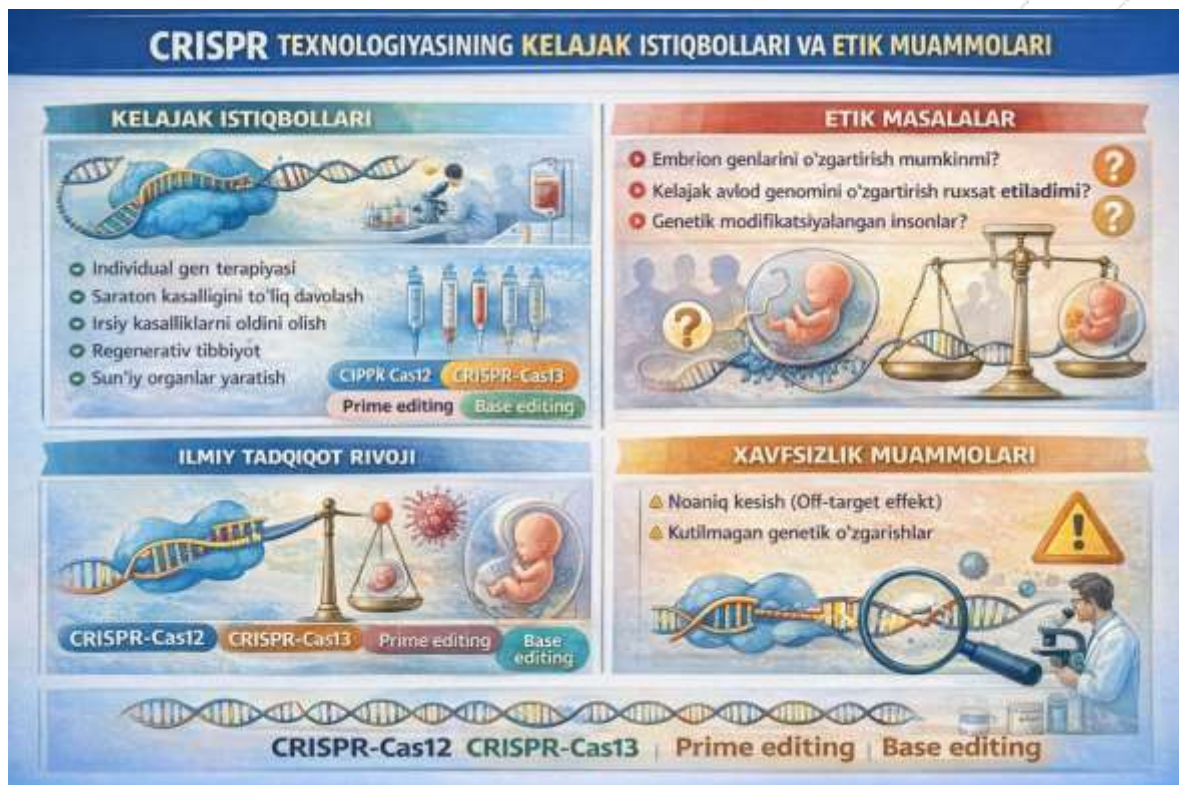 CRISPR TEXNOLOGIYASINING KELAJAK ISTIQBOLLARI VA ETIK MUAMMOLARI
KELAJAK ISTIQBOLLARI
Individual gen terapiyasi
Saraton kasalligini to'liq davolash
Irsiy kasalliklarni oldini olish
Regenerativ tibbiyot
Sun'iy organlar yaratish
CIPPk Cas12 CRISPR-Cas13
Prime editing Base editing
ETIK MASALALAR
Embrion genlarini o'zgartirish mumkinmi?
Kelajak avlod genomini o'zgartirish ruxsat etiladimi?
Genetik modifikatsiyalangan insonlar?
?
?
?
ILMIY TADQIQOT RIVOJI
CRISPR-Cas12 CRISPR-Cas13 Prime editing Base
editing
XAVFSIZLIK MUAMMOLARI
Noaniq kesish (Off-target effekt)
Kutilmagan genetik o'zgarishlar
!
CRISPR-Cas12 CRISPR-Cas13 | Prime editing | Base editing